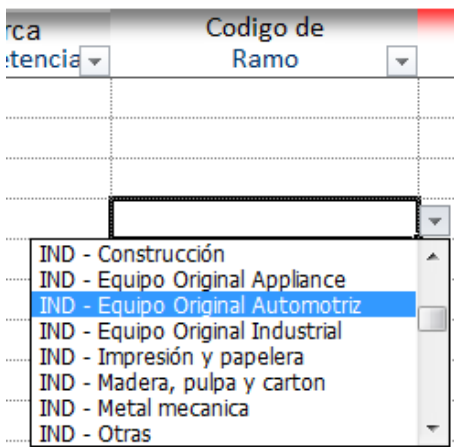 rca Codigo de
etencia Ramo
IND - Construcción
IND - Equipo Original Appliance
IND - Equipo Original Automotriz
IND - Equipo Original Industrial
IND - Impresión y papelera
IND - Madera, pulpa y carton
IND - Metal mecanica
IND - Otras